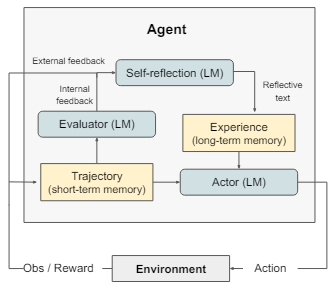 Agent
External feedback
Self-reflection (LM)
Internal
feedback
Reflective
text
Evaluator (LM)
Experience
(long-term memory)
Trajectory
(short-term memory)
Actor (LM)
Obs / Reward
Environment
Action